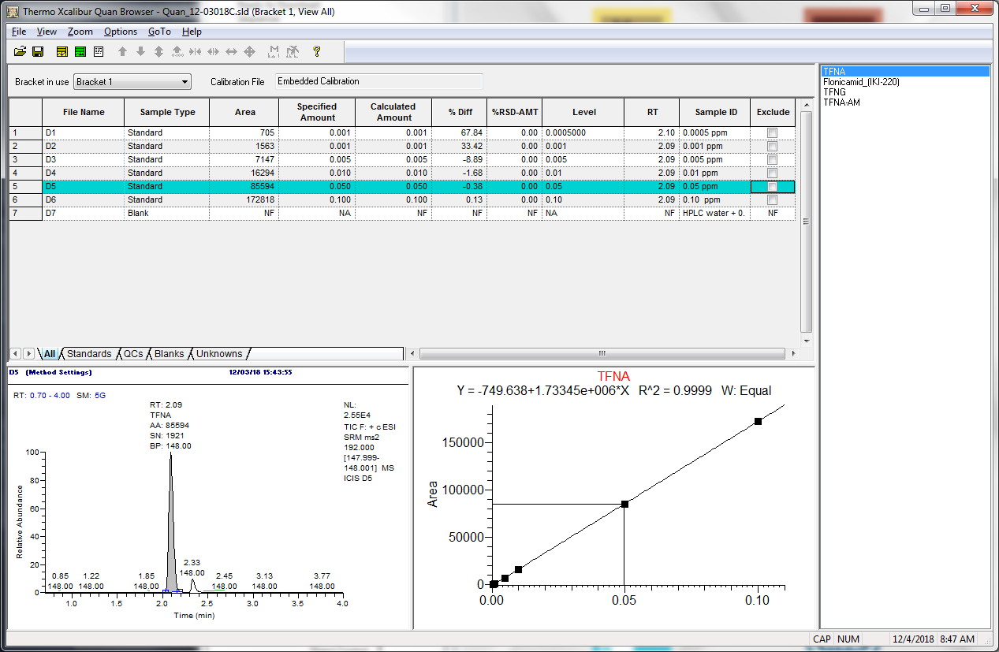 Thermo Xcalibur Quan Browser - Quan_12-03018C.sld (Bracket 1, View All)
File View Zoom Options GoTo Help
Bracket in use Bracket 1 Calibration File Embedded Calibration
File Name Sample Type Area Specified Amount Calculated Amount % Diff %RSD-AMT Level RT Sample ID Exclude
1 D1 Standard 705 0.001 0.001 67.84 0.00 0.0005000 2.10 0.0005 ppm
2 D2 Standard 1563 0.001 0.001 33.42 0.00 0.001 2.09 0.001 ppm
3 D3 Standard 7147 0.005 0.005 -8.89 0.00 0.005 2.09 0.005 ppm
4 D4 Standard 16294 0.010 0.010 -1.68 0.00 0.01 2.09 0.01 ppm
5 D5 Standard 85594 0.050 0.050 -0.38 0.00 0.05 2.09 0.05 ppm
6 D6 Standard 172818 0.100 0.100 0.13 0.00 0.10 2.09 0.10 ppm
7 D7 Blank NF NA NF NF NF NA NF HPLC water + 0. NF
TFNA
Flonicamid_(IKI-220)
TFNG
TFNA-AM
All Standards QCs Blanks Unknowns
D5 (Method Settings) 12/03/18 15:43:55
RT: 0.70 - 4.00 SM: 5G
RT: 2.09
TFNA
AA: 85594
SN: 1921
BP: 148.00
NL:
2.55E4
TIC F: + c ESI
SRM ms2
192.000
[147.999-
148.001] MS
ICIS D5
Relative Abundance
100
80
60
40
20
0
0.85 1.22 1.85 2.33 2.45 3.13 3.77
148.00 148.00 148.00 148.00 148.00 148.00 148.00
1.0 1.5 2.0 2.5 3.0 3.5 4.0
Time (min)
TFNA
Y = -749.638+1.73345e+006*X R^2 = 0.9999 W: Equal
Area
150000
100000
50000
0
0.00 0.05 0.10
CAP NUM 12/4/2018 8:47 AM